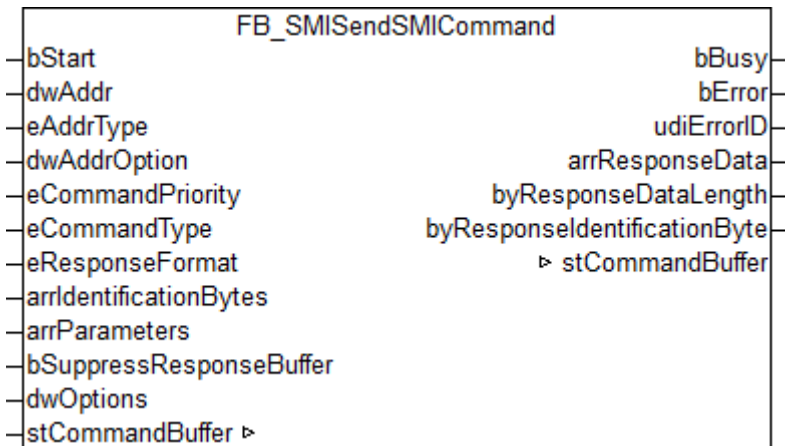 FB_SMISendSMICommand
bStart bBusy
dwAddr bError
eAddrType udiErrorID
dwAddrOption arrResponseData
eCommandPriority byResponseDataLength
eCommandType byResponseIdentificationByte
eResponseFormat ▹ stCommandBuffer
arrIdentificationBytes
arrParameters
bSuppressResponseBuffer
dwOptions
stCommandBuffer ▹